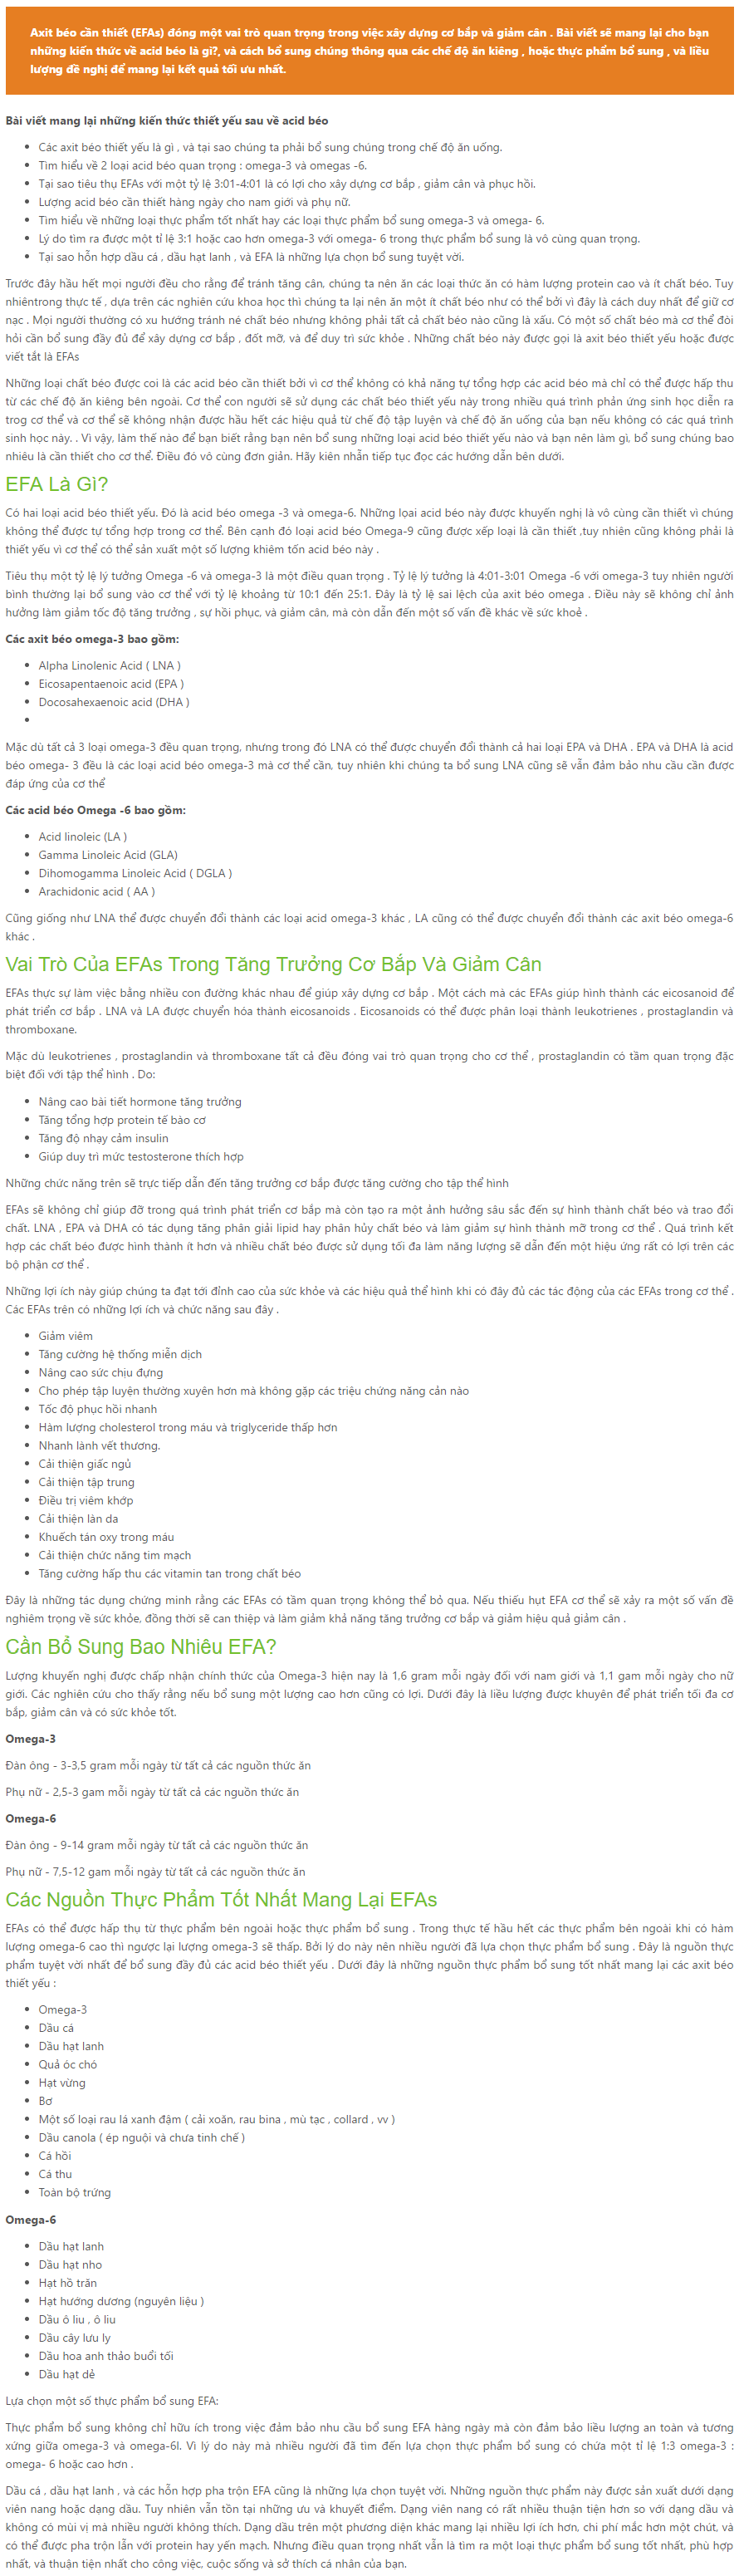 Axit béo cần thiết (EFAs) đóng một vai trò quan trọng trong việc xây dựng cơ bắp và giảm cân . Bài viết sẽ mang lại cho bạn
những kiến thức về acid béo là gì?, và cách bổ sung chúng thông qua các chế độ ăn kiêng , hoặc thực phẩm bổ sung , và liều
lượng đề nghị để mang lại kết quả tối ưu nhất.
Bài viết mang lại những kiến thức thiết yếu sau về acid béo
Các axit béo thiết yếu là gì , và tại sao chúng ta phải bổ sung chúng trong chế độ ăn uống.
Tìm hiểu về 2 loại acid béo quan trọng : omega-3 và omegas -6.
Tại sao tiêu thụ EFAs với một tỷ lệ 3:01-4:01 là có lợi cho xây dựng cơ bắp , giảm cân và phục hồi.
Lượng acid béo cần thiết hàng ngày cho nam giới và phụ nữ.
Tìm hiểu về những loại thực phẩm tốt nhất hay các loại thực phẩm bổ sung omega-3 và omega- 6.
Lý do tìm ra được một tỉ lệ 3:1 hoặc cao hơn omega-3 với omega- 6 trong thực phẩm bổ sung là vô cùng quan trọng.
Tại sao hỗn hợp dầu cá , dầu hạt lanh , và EFA là những lựa chọn bổ sung tuyệt vời.
Trước đây hầu hết mọi người đều cho rằng để tránh tăng cân, chúng ta nên ăn các loại thức ăn có hàm lượng protein cao và ít chất béo. Tuy
nhiêntrong thực tế , dựa trên các nghiên cứu khoa học thì chúng ta lại nên ăn một ít chất béo như có thể bởi vì đây là cách duy nhất để giữ cơ
nạc . Mọi người thường có xu hướng tránh né chất béo nhưng không phải tất cả chất béo nào cũng là xấu. Có một số chất béo mà cơ thể đòi
hỏi cần bổ sung đầy đủ để xây dựng cơ bắp , đốt mỡ, và để duy trì sức khỏe . Những chất béo này được gọi là axit béo thiết yếu hoặc được
viết tắt là EFAs
Những loại chất béo được coi là các acid béo cần thiết bởi vì cơ thể không có khả năng tự tổng hợp các acid béo mà chỉ có thể được hấp thu
từ các chế độ ăn kiêng bên ngoài. Cơ thể con người sẽ sử dụng các chất béo thiết yếu này trong nhiều quá trình phản ứng sinh học diễn ra
trog cơ thể và cơ thể sẽ không nhận được hầu hết các hiệu quả từ chế độ tập luyện và chế độ ăn uống của bạn nếu không có các quá trình
sinh học này. . Vì vậy, làm thế nào để bạn biết rằng bạn nên bổ sung những loại acid béo thiết yếu nào và bạn nên làm gì, bổ sung chúng bao
nhiêu là cần thiết cho cơ thể. Điều đó vô cùng đơn giản. Hãy kiên nhẫn tiếp tục đọc các hướng dẫn bên dưới.
EFA Là Gì?
Có hai loại acid béo thiết yếu. Đó là acid béo omega -3 và omega-6. Những lọai acid béo này được khuyến nghị là vô cùng cần thiết vì chúng
không thể được tự tổng hợp trong cơ thể. Bên cạnh đó loại acid béo Omega-9 cũng được xếp loại là cần thiết ,tuy nhiên cũng không phải là
thiết yếu vì cơ thể có thể sản xuất một số lượng khiêm tốn acid béo này .
Tiêu thụ một tỷ lệ lý tưởng Omega -6 và omega-3 là một điều quan trọng . Tỷ lệ lý tưởng là 4:01-3:01 Omega -6 với omega-3 tuy nhiên người
bình thường lại bổ sung vào cơ thể với tỷ lệ khoảng từ 10:1 đến 25:1. Đây là tỷ lệ sai lệch của axit béo omega . Điều này sẽ không chỉ ảnh
hưởng làm giảm tốc độ tăng trưởng , sự hồi phục, và giảm cân, mà còn dẫn đến một số vấn đề khác về sức khoẻ .
Các axit béo omega-3 bao gồm:
Alpha Linolenic Acid ( LNA )
Eicosapentaenoic acid (EPA )
Docosahexaenoic acid (DHA )
Mặc dù tất cả 3 loại omega-3 đều quan trọng, nhưng trong đó LNA có thể được chuyển đổi thành cả hai loại EPA và DHA . EPA và DHA là acid
béo omega- 3 đều là các loại acid béo omega-3 mà cơ thể cần, tuy nhiên khi chúng ta bổ sung LNA cũng sẽ vẫn đảm bảo nhu cầu cần được
đáp ứng của cơ thể
Các acid béo Omega -6 bao gồm:
Acid linoleic (LA )
Gamma Linoleic Acid (GLA)
Dihomogamma Linoleic Acid ( DGLA )
Arachidonic acid ( AA )
Cũng giống như LNA thể được chuyển đổi thành các loại acid omega-3 khác , LA cũng có thể được chuyển đổi thành các axit béo omega-6
khác .
Vai Trò Của EFAs Trong Tăng Trưởng Cơ Bắp Và Giảm Cân
EFAs thực sự làm việc bằng nhiều con đường khác nhau để giúp xây dựng cơ bắp . Một cách mà các EFAs giúp hình thành các eicosanoid để
phát triển cơ bắp . LNA và LA được chuyển hóa thành eicosanoids . Eicosanoids có thể được phân loại thành leukotrienes , prostaglandin và
thromboxane.
Mặc dù leukotrienes , prostaglandin và thromboxane tất cả đều đóng vai trò quan trọng cho cơ thể , prostaglandin có tầm quan trọng đặc
biệt đối với tập thể hình . Do:
Nâng cao bài tiết hormone tăng trưởng
Tăng tổng hợp protein tế bào cơ
Tăng độ nhạy cảm insulin
Giúp duy trì mức testosterone thích hợp
Những chức năng trên sẽ trực tiếp dẫn đến tăng trưởng cơ bắp được tăng cường cho tập thể hình
EFAs sẽ không chỉ giúp đỡ trong quá trình phát triển cơ bắp mà còn tạo ra một ảnh hưởng sâu sắc đến sự hình thành chất béo và trao đổi
chất. LNA , EPA và DHA có tác dụng tăng phân giải lipid hay phân hủy chất béo và làm giảm sự hình thành mỡ trong cơ thể . Quá trình kết
hợp các chất béo được hình thành ít hơn và nhiều chất béo được sử dụng tối đa làm năng lượng sẽ dẫn đến một hiệu ứng rất có lợi trên các
bộ phận cơ thể .
Những lợi ích này giúp chúng ta đạt tới đỉnh cao của sức khỏe và các hiệu quả thể hình khi có đây đủ các tác động của các EFAs trong cơ thể .
Các EFAs trên có những lợi ích và chức năng sau đây .
Giảm viêm
Tăng cường hệ thống miễn dịch
Nâng cao sức chịu đựng
Cho phép tập luyện thường xuyên hơn mà không gặp các triệu chứng năng cản nào
Tốc độ phục hồi nhanh
Hàm lượng cholesterol trong máu và triglyceride thấp hơn
Nhanh lành vết thương.
Cải thiện giấc ngủ
Cải thiện tập trung
Điều trị viêm khớp
Cải thiện làn da
Khuếch tán oxy trong máu
Cải thiện chức năng tim mạch
Tăng cường hấp thu các vitamin tan trong chất béo
Đây là những tác dụng chứng minh rằng các EFAs có tầm quan trọng không thể bỏ qua. Nếu thiếu hụt EFA cơ thể sẽ xảy ra một số vấn đề
nghiêm trọng về sức khỏe, đồng thời sẽ can thiệp và làm giảm khả năng tăng trưởng cơ bắp và giảm hiệu quả giảm cân .
Cần Bổ Sung Bao Nhiêu EFA?
Lượng khuyến nghị được chấp nhận chính thức của Omega-3 hiện nay là 1,6 gram mỗi ngày đối với nam giới và 1,1 gam mỗi ngày cho nữ
giới. Các nghiên cứu cho thấy rằng nếu bổ sung một lượng cao hơn cũng có lợi. Dưới đây là liều lượng được khuyên để phát triển tối đa cơ
bắp, giảm cân và có sức khỏe tốt.
Omega-3
Đàn ông - 3-3,5 gram mỗi ngày từ tất cả các nguồn thức ăn
Phụ nữ - 2,5-3 gam mỗi ngày từ tất cả các nguồn thức ăn
Omega-6
Đàn ông - 9-14 gram mỗi ngày từ tất cả các nguồn thức ăn
Phụ nữ - 7,5-12 gam mỗi ngày từ tất cả các nguồn thức ăn
Các Nguồn Thực Phẩm Tốt Nhất Mang Lại EFAs
EFAs có thể được hấp thụ từ thực phẩm bên ngoài hoặc thực phẩm bổ sung . Trong thực tế hầu hết các thực phẩm bên ngoài khi có hàm
lượng omega-6 cao thì ngược lại lượng omega-3 sẽ thấp. Bởi lý do này nên nhiều người đã lựa chọn thực phẩm bổ sung . Đây là nguồn thực
phẩm tuyệt vời nhất để bổ sung đầy đủ các acid béo thiết yếu . Dưới đây là những nguồn thực phẩm bổ sung tốt nhất mang lại các axit béo
thiết yếu :
Omega-3
Dầu cá
Dầu hạt lanh
Quả óc chó
Hạt vừng
Bơ
Một số loại rau lá xanh đậm ( cải xoăn, rau bina , mù tạc , collard , vv )
Dầu canola ( ép nguội và chưa tinh chế )
Cá hồi
Cá thu
Toàn bộ trứng
Omega-6
Dầu hạt lanh
Dầu hạt nho
Hạt hồ trăn
Hạt hướng dương (nguyên liệu )
Dầu ô liu , ô liu
Dầu cây lưu ly
Dầu hoa anh thảo buổi tối
Dầu hạt dẻ
Lựa chọn một số thực phẩm bổ sung EFA:
Thực phẩm bổ sung không chỉ hữu ích trong việc đảm bảo nhu cầu bổ sung EFA hàng ngày mà còn đảm bảo liều lượng an toàn và tương
xứng giữa omega-3 và omega-6l. Vì lý do này mà nhiều người đã tìm đến lựa chọn thực phẩm bổ sung có chứa một tỉ lệ 1:3 omega-3 :
omega- 6 hoặc cao hơn .
Dầu cá , dầu hạt lanh , và các hỗn hợp pha trộn EFA cũng là những lựa chọn tuyệt vời. Những nguồn thực phẩm này được sản xuất dưới dạng
viên nang hoặc dạng dầu. Tuy nhiên vẫn tồn tại những ưu và khuyết điểm. Dạng viên nang có rất nhiều thuận tiện hơn so với dạng dầu và
không có mùi vị mà nhiều người không thích. Dạng dầu trên một phương diện khác mang lại nhiều lợi ích hơn, chi phí mắc hơn một chút, và
có thể được pha trộn lẫn với protein hay yến mạch. Nhưng điều quan trọng nhất vẫn là tìm ra một loại thực phẩm bổ sung tốt nhất, phù hợp
nhất, và thuận tiện nhất cho công việc, cuộc sống và sở thích cá nhân của bạn.